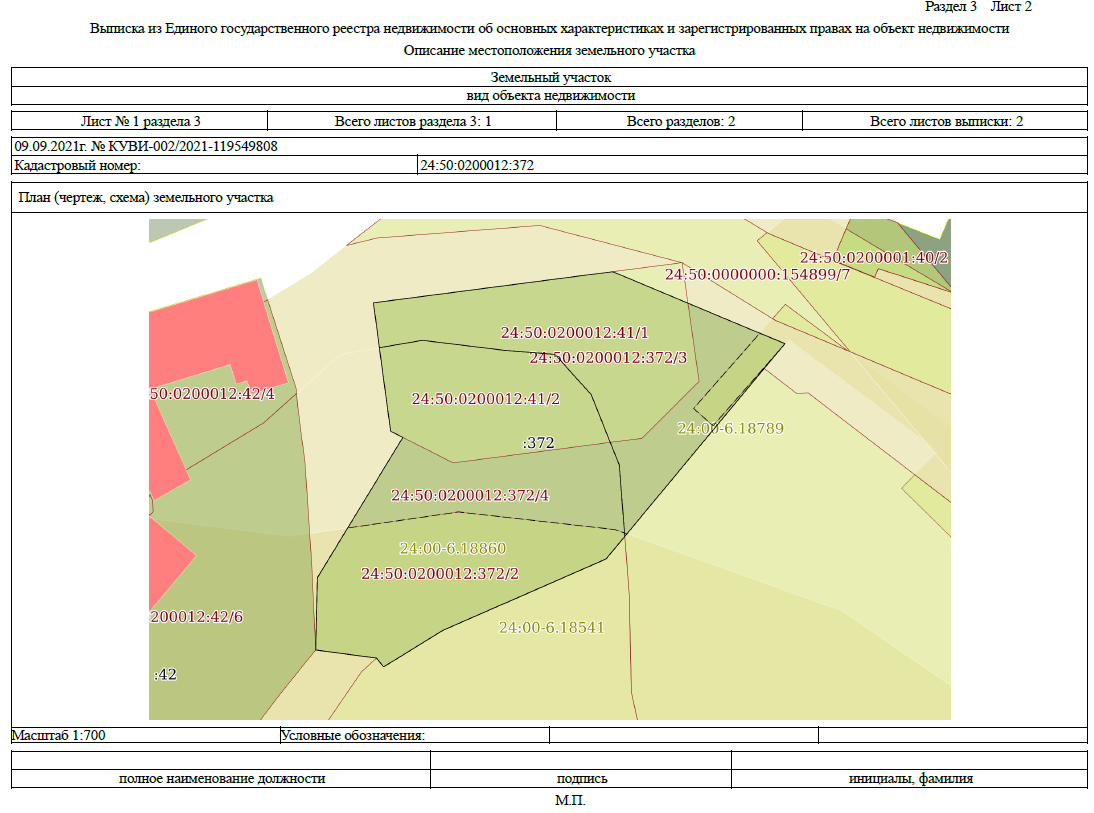 Раздел 3 Лист 2
Выписка из Единого государственного реестра недвижимости об основных характеристиках и зарегистрированных правах на объект недвижимости
Описание местоположения земельного участка
Земельный участок
вид объекта недвижимости
Лист № 1 раздела 3 Всего листов раздела 3: 1 Всего разделов: 2 Всего листов выписки: 2
09.09.2021г. № КУВИ-002/2021-119549808
Кадастровый номер: 24:50:0200012:372
План (чертеж, схема) земельного участка
24:50:0200001:40/2
24:50:0000000:154899/7
24:50:0200012:41/1
24:50:0200012:372/3
50:0200012:42/4
24:50:0200012:41/2
24:00-6.18789
:372
24:50:0200012:372/4
24:00-6.18860
24:50:0200012:372/2
200012:42/6
24:00-6.18541
:42
Масштаб 1:700 Условные обозначения:
полное наименование должности подпись инициалы, фамилия
М.П.